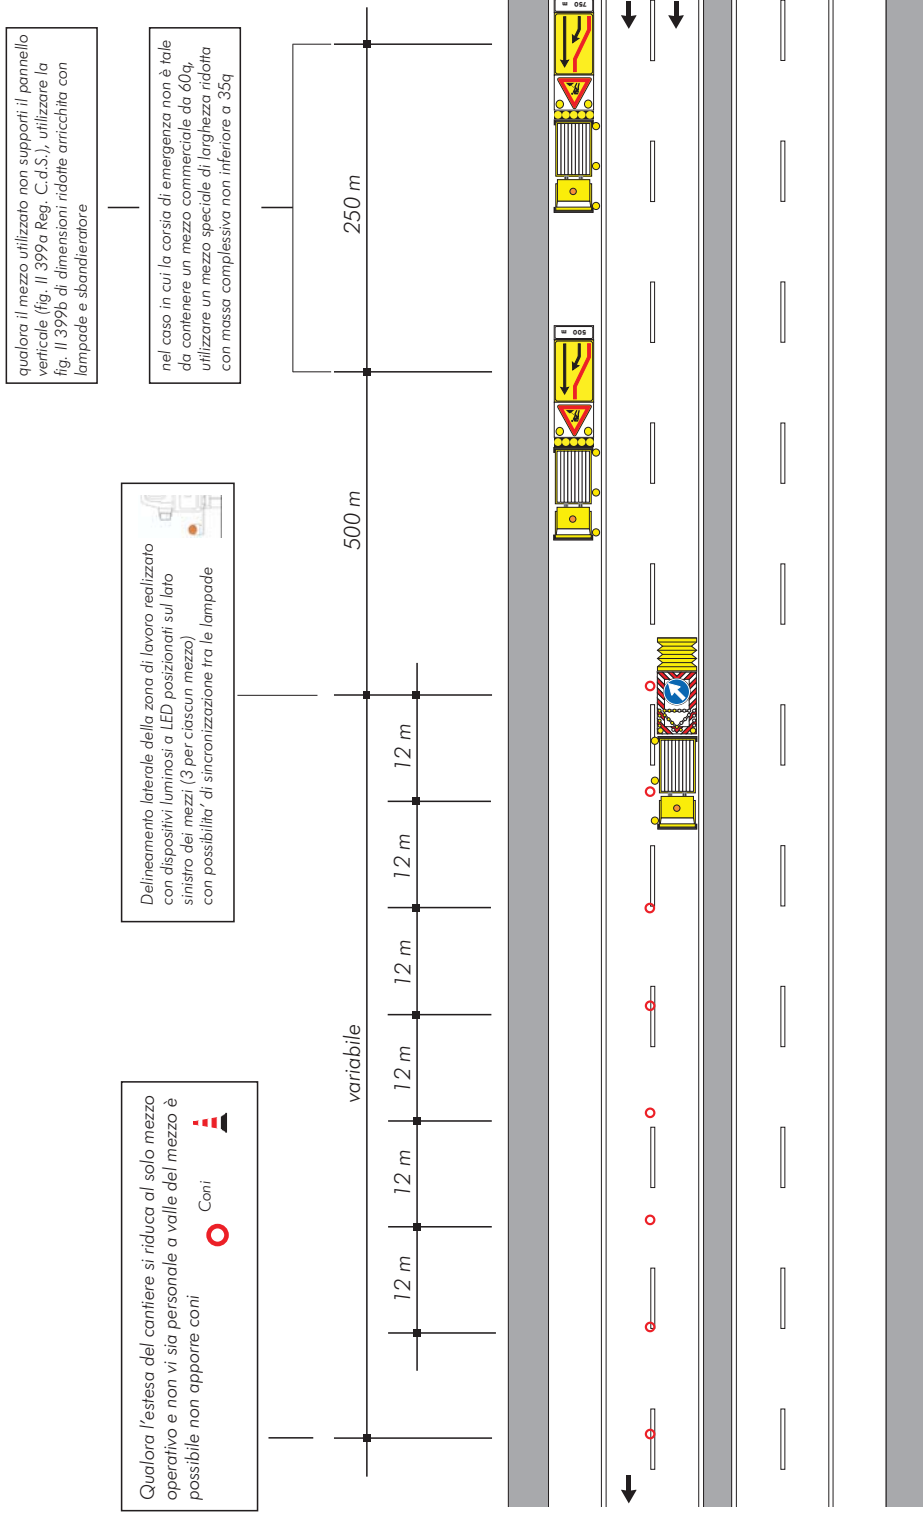 qualora il mezzo utilizzato non supporti il pannello
verticale (fig. II 399a Reg. C.d.S.), utilizzare la
fig. II 399b di dimensioni ridotte arricchita con
lampade e sbandieratore
nel caso in cui la corsia di emergenza non è tale
da contenere un mezzo commerciale da 60q,
utilizzare un mezzo speciale di larghezza ridotta
con massa complessiva non inferiore a 35q
Delineamento laterale della zona di lavoro realizzato
con dispositivi luminosi a LED posizionati sul lato
sinistro dei mezzi (3 per ciascun mezzo)
con possibilita' di sincronizzazione tra le lampade
Qualora l'estesa del cantiere si riduca al solo mezzo
operativo e non vi sia personale a valle del mezzo è
possibile non apporre coni
Coni
250 m
500 m
variabile
12 m
12 m
12 m
12 m
12 m
12 m
750 m
500 m